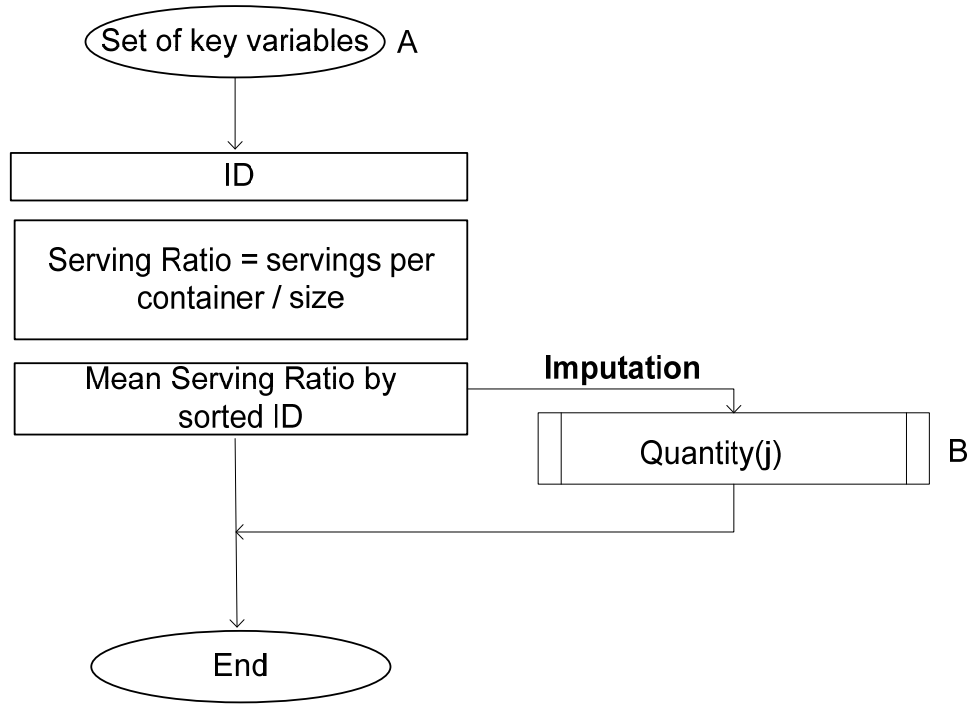 Set of key variables A
ID
Serving Ratio = servings per
container / size
Mean Serving Ratio by
sorted ID
Imputation
Quantity(j)
B
End